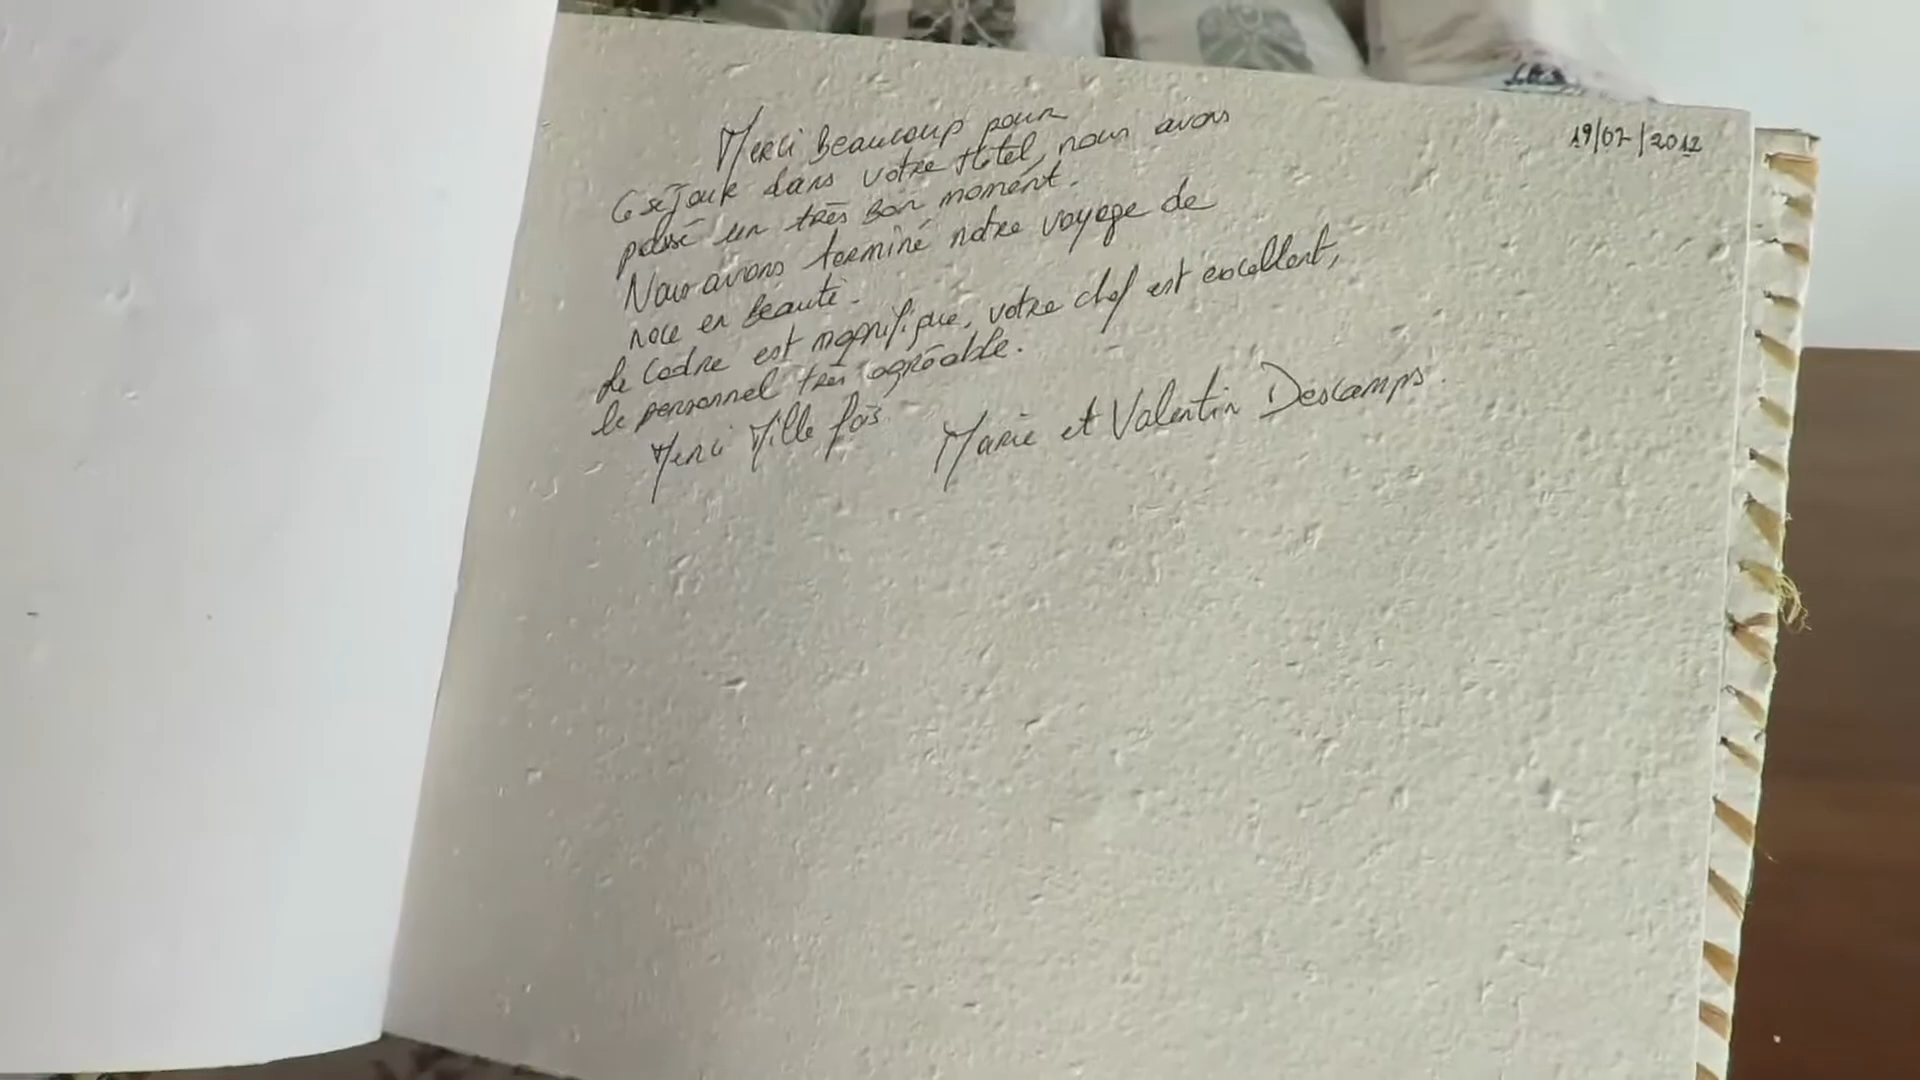 19/07/2012
Merci Beaucoup pour
Ce séjour dans votre Hôtel, nous avons
passé un très bon moment.
Nous avons terminé notre voyage de
noce en beauté.
Le Cadre est magnifique, votre chef est excellent,
le personnel très agréable.
Merci Mille fois
Marie et Valentin Descamps.